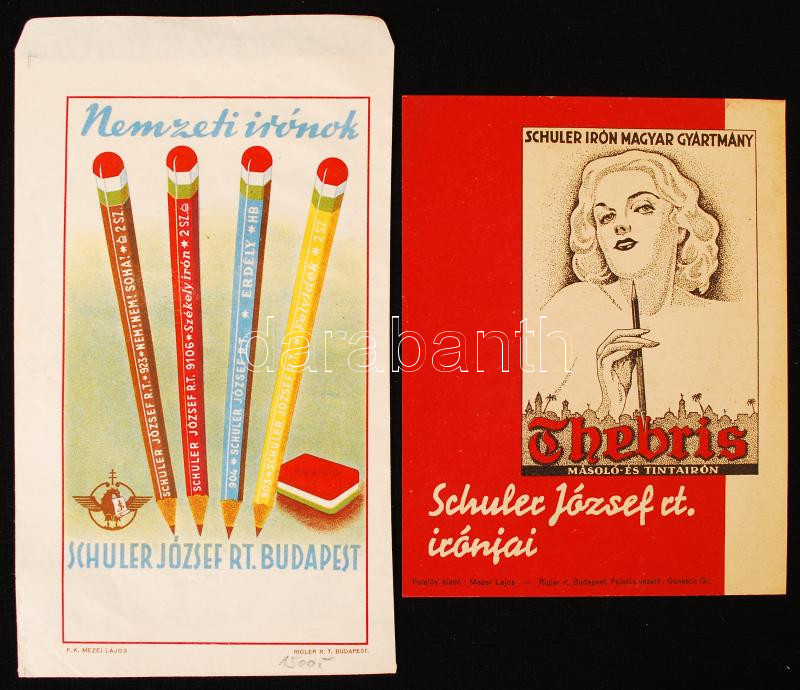 Nemzeti irónok
SCHULER JÓZSEF R.T. * 923 * NEM! NEM! SOHA! * 2 SZ.
SCHULER JÓZSEF R.T. 9106 * Székely irón * 2 SZ.
904 * SCHULER JÓZSEF R.T. * ERDÉLY * HB
903 * SCHULER JÓZSEF R.T. Felvidék * 2 SZ.
SCHULER JÓZSEF RT. BUDAPEST
F.K. MEZEI LAJOS
RIGLER R. T. BUDAPEST.
1500.-
SCHULER IRÓN MAGYAR GYÁRTMÁNY
Thebris
MÁSOLÓ-ÉS TINTAIRÓN
Schuler József rt.
irónjai
Felelős kiadó: Mezei Lajos — Rigler rt. Budapest. Felelős vezető: Gonesch Gy.
darabanth